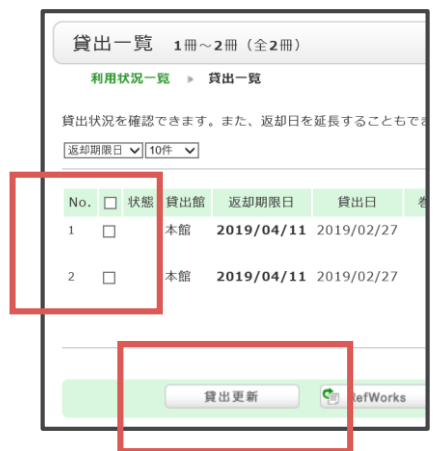 貸出一覧 1冊～2冊（全2冊）
利用状況一覧 ▶ 貸出一覧
貸出状況を確認できます。また、返却日を延長することもでき
返却期限日 10件
No. 状態 貸出館 返却期限日 貸出日
1 本館 2019/04/11 2019/02/27
2 本館 2019/04/11 2019/02/27
貸出更新 RefWorks